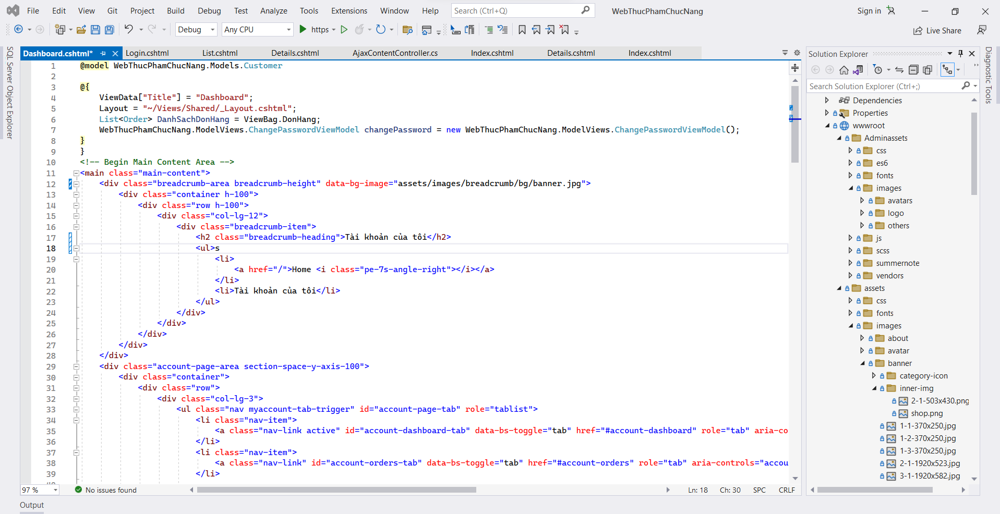 File Edit View Git Project Build Debug Test Analyze Tools Extensions Window Help Search (Ctrl+Q) WebThucPhamChucNang Sign in
Debug Any CPU https Live Share
SQL Server Object Explorer
Dashboard.cshtml* Login.cshtml List.cshtml Details.cshtml AjaxContentController.cs Index.cshtml Details.cshtml Index.cshtml
1 @model WebThucPhamChucNang.Models.Customer
2
3 @{
4 ViewData["Title"] = "Dashboard";
5 Layout = "~/Views/Shared/_Layout.cshtml";
6 List<Order> DanhSachDonHang = ViewBag.DonHang;
7 WebThucPhamChucNang.ModelViews.ChangePasswordViewModel changePassword = new WebThucPhamChucNang.ModelViews.ChangePasswordViewModel();
8 }
9 }
10 <!-- Begin Main Content Area -->
11 <main class="main-content">
12 <div class="breadcrumb-area breadcrumb-height" data-bg-image="assets/images/breadcrumb/bg/banner.jpg">
13 <div class="container h-100">
14 <div class="row h-100">
15 <div class="col-lg-12">
16 <div class="breadcrumb-item">
17 <h2 class="breadcrumb-heading">Tài khoản của tôi</h2>
18 <ul>s
19 <li>
20 <a href="/">Home <i class="pe-7s-angle-right"></i></a>
21 </li>
22 <li>Tài khoản của tôi</li>
23 </ul>
24 </div>
25 </div>
26 </div>
27 </div>
28 </div>
29 <div class="account-page-area section-space-y-axis-100">
30 <div class="container">
31 <div class="row">
32 <div class="col-lg-3">
33 <ul class="nav myaccount-tab-trigger" id="account-page-tab" role="tablist">
34 <li class="nav-item">
35 <a class="nav-link active" id="account-dashboard-tab" data-bs-toggle="tab" href="#account-dashboard" role="tab" aria-co
36 </li>
37 <li class="nav-item">
38 <a class="nav-link" id="account-orders-tab" data-bs-toggle="tab" href="#account-orders" role="tab" aria-controls="accou
39 </li>
97 % No issues found Ln: 18 Ch: 30 SPC CRLF
Output
Solution Explorer
Search Solution Explorer (Ctrl+;)
Dependencies
Properties
wwwroot
Adminassets
css
es6
fonts
images
avatars
logo
others
js
scss
summernote
vendors
assets
css
fonts
images
about
avatar
banner
category-icon
inner-img
2-1-503x430.png
shop.png
1-1-370x250.jpg
1-2-370x250.jpg
1-3-370x250.jpg
2-1-1920x523.jpg
3-1-1920x582.jpg
Diagnostic Tools